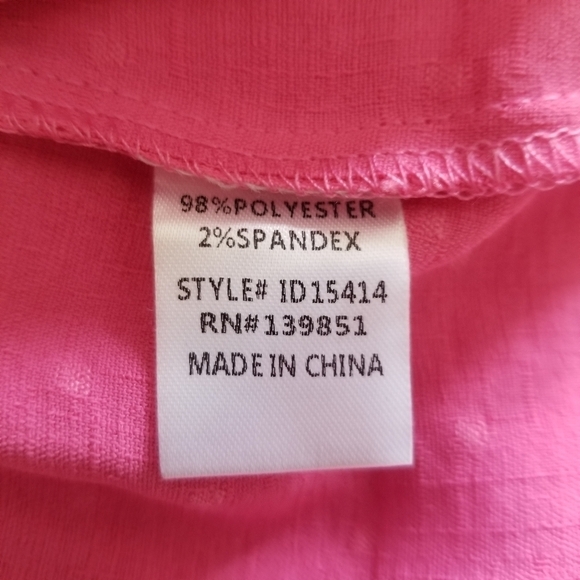 98%POLYESTER
2%SPANDEX
STYLE# ID15414
RN#139851
MADE IN CHINA